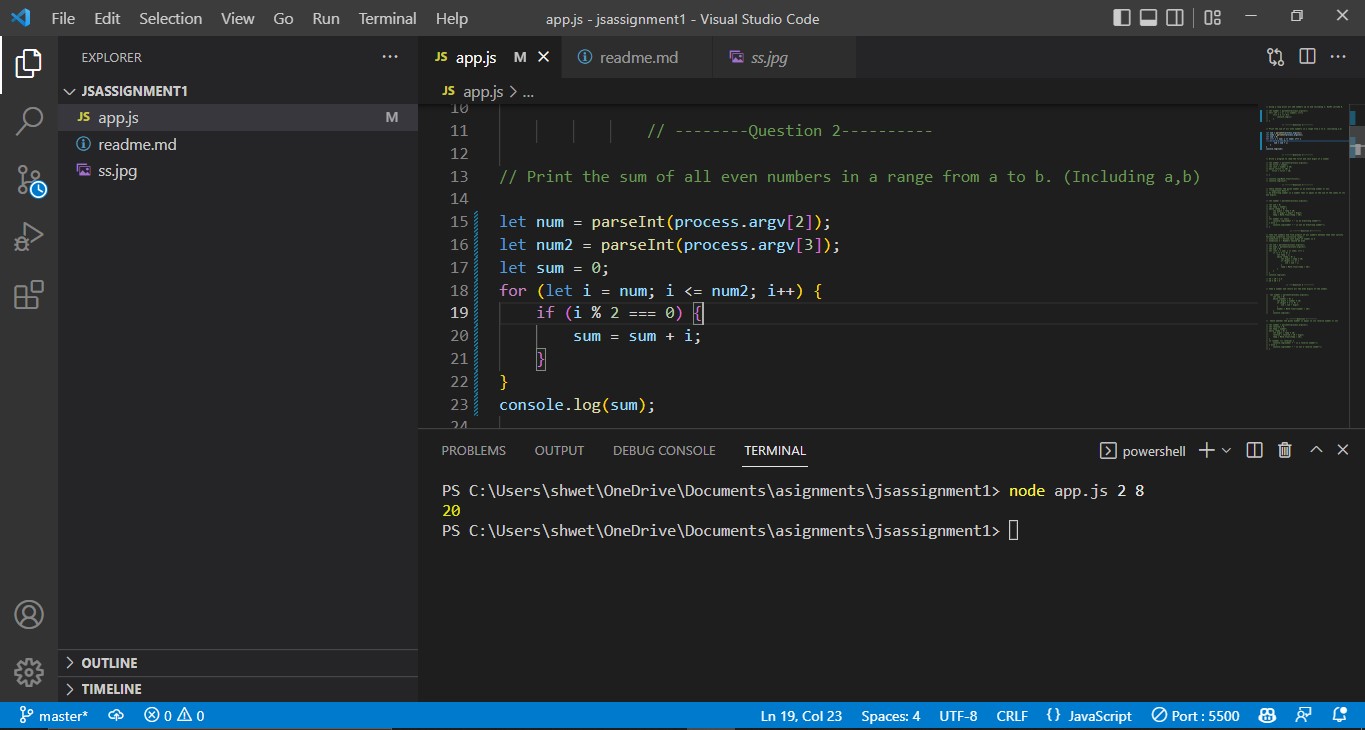 File Edit Selection View Go Run Terminal Help app.js - jsassignment1 - Visual Studio Code
EXPLORER
JSASSIGNMENT1
JS app.js M
readme.md
ss.jpg
OUTLINE
TIMELINE
JS app.js M readme.md ss.jpg
JS app.js > ...
10
11 // --------Question 2----------
12
13 // Print the sum of all even numbers in a range from a to b. (Including a,b)
14
15 let num = parseInt(process.argv[2]);
16 let num2 = parseInt(process.argv[3]);
17 let sum = 0;
18 for (let i = num; i <= num2; i++) {
19 if (i % 2 === 0) {
20 sum = sum + i;
21 }
22 }
23 console.log(sum);
24
PROBLEMS OUTPUT DEBUG CONSOLE TERMINAL powershell
PS C:\Users\shwet\OneDrive\Documents\asignments\jsassignment1> node app.js 2 8
20
PS C:\Users\shwet\OneDrive\Documents\asignments\jsassignment1>
master* 0 0 Ln 19, Col 23 Spaces: 4 UTF-8 CRLF {} JavaScript Port : 5500